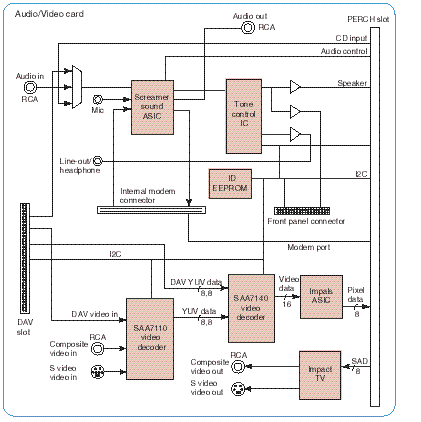 Audio/Video card
Audio out
RCA
PERCH slot
CD input
Audio control
Audio in
RCA
Mic
Screamer
sound
ASIC
Tone
control
IC
Speaker
Line-out/
headphone
Internal modem
connector
ID
EEPROM
I2C
Front panel connector
Modem port
I2C
DAV YUV data
8,8
DAV
slot
DAV video in
RCA
Composite
video in
S video
in
SAA7110
video
decoder
YUV data
8,8
SAA7140
video
decoder
Video
data
16
Impals
ASIC
Pixel
data
8
RCA
Composite
video out
S video
video out
Impact
TV
SAD
8